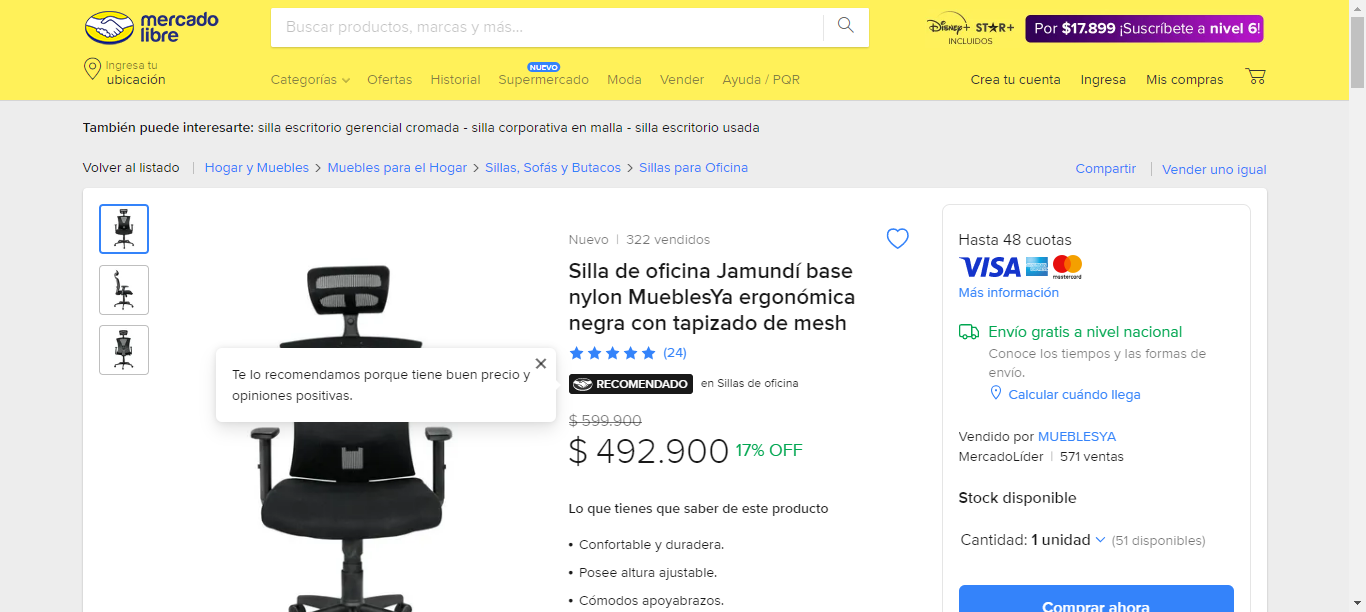 mercado
libre
Buscar productos, marcas y más...
Disney+ STAR+
INCLUIDOS
Por $17.899 ¡Suscríbete a nivel 6!
Ingresa tu
ubicación
Categorías
Ofertas
Historial
NUEVO
Supermercado
Moda
Vender
Ayuda / PQR
Crea tu cuenta
Ingresa
Mis compras
También puede interesarte: silla escritorio gerencial cromada - silla corporativa en malla - silla escritorio usada
Volver al listado | Hogar y Muebles > Muebles para el Hogar > Sillas, Sofás y Butacos > Sillas para Oficina
Compartir | Vender uno igual
Nuevo | 322 vendidos
Silla de oficina Jamundí base
nylon MueblesYa ergonómica
negra con tapizado de mesh
(24)
RECOMENDADO en Sillas de oficina
Te lo recomendamos porque tiene buen precio y
opiniones positivas.
$ 599.900
$ 492.900 17% OFF
Lo que tienes que saber de este producto
• Confortable y duradera.
• Posee altura ajustable.
• Cómodos apoyabrazos.
Hasta 48 cuotas
VISA
mastercard
Más información
Envío gratis a nivel nacional
Conoce los tiempos y las formas de
envío.
Calcular cuándo llega
Vendido por MUEBLESYA
MercadoLíder | 571 ventas
Stock disponible
Cantidad: 1 unidad (51 disponibles)
Comprar ahora